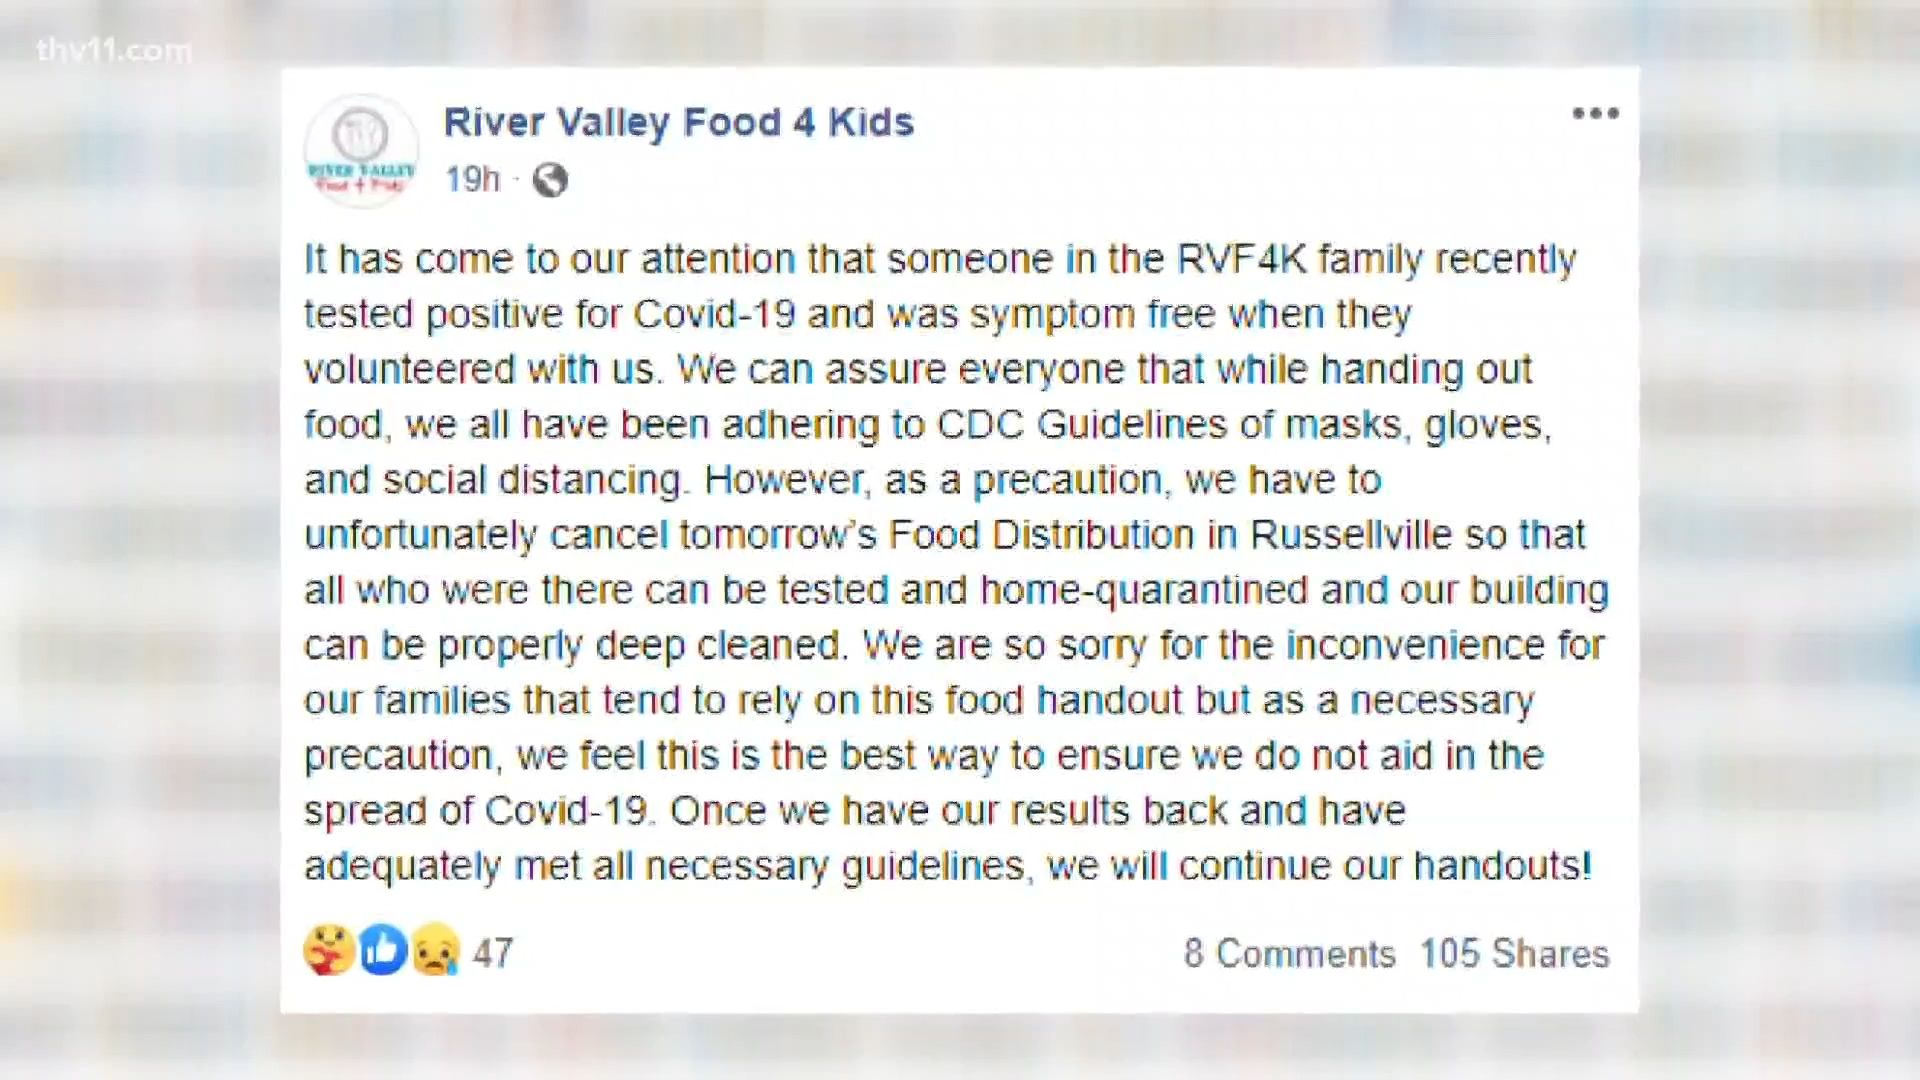 thv11.com
River Valley Food 4 Kids
19h ·
RIVER VALLEY
Food 4 Kids
It has come to our attention that someone in the RVF4K family recently
tested positive for Covid-19 and was symptom free when they
volunteered with us. We can assure everyone that while handing out
food, we all have been adhering to CDC Guidelines of masks, gloves,
and social distancing. However, as a precaution, we have to
unfortunately cancel tomorrow's Food Distribution in Russellville so that
all who were there can be tested and home-quarantined and our building
can be properly deep cleaned. We are so sorry for the inconvenience for
our families that tend to rely on this food handout but as a necessary
precaution, we feel this is the best way to ensure we do not aid in the
spread of Covid-19. Once we have our results back and have
adequately met all necessary guidelines, we will continue our handouts!
47 8 Comments 105 Shares